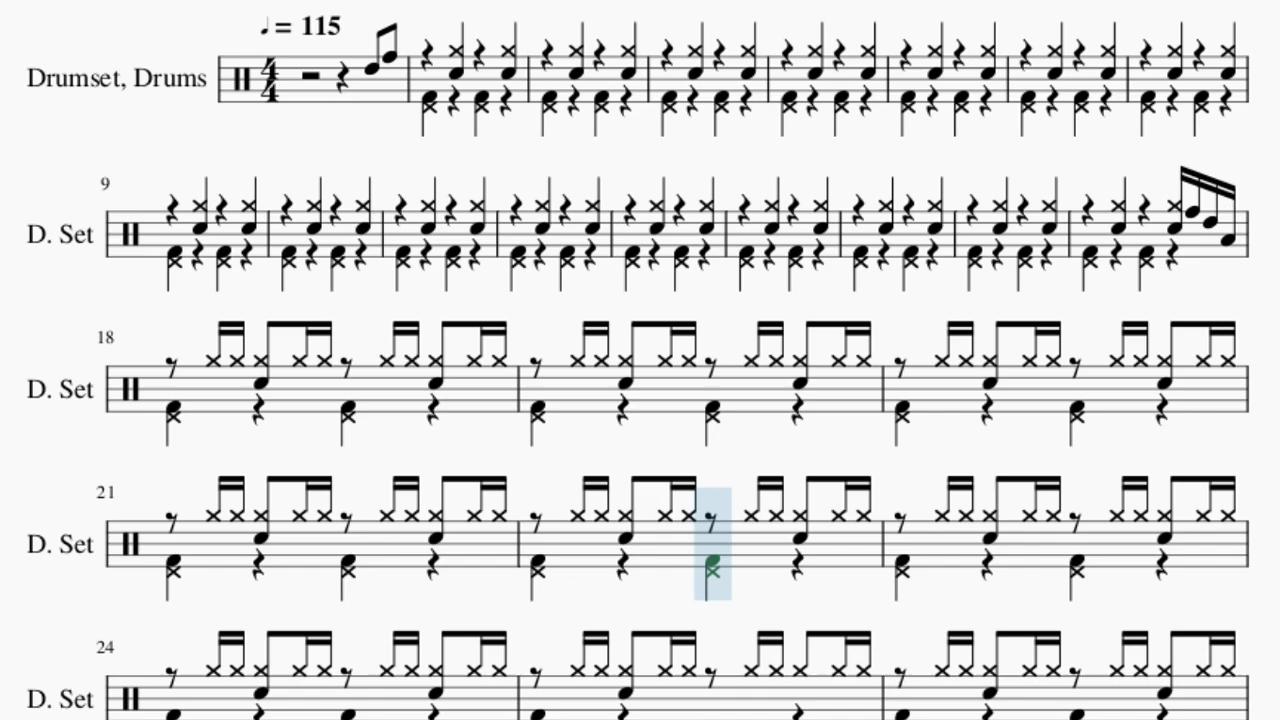 ♩ = 115
Drumset, Drums
4
4
9
D. Set
18
D. Set
21
D. Set
24
D. Set